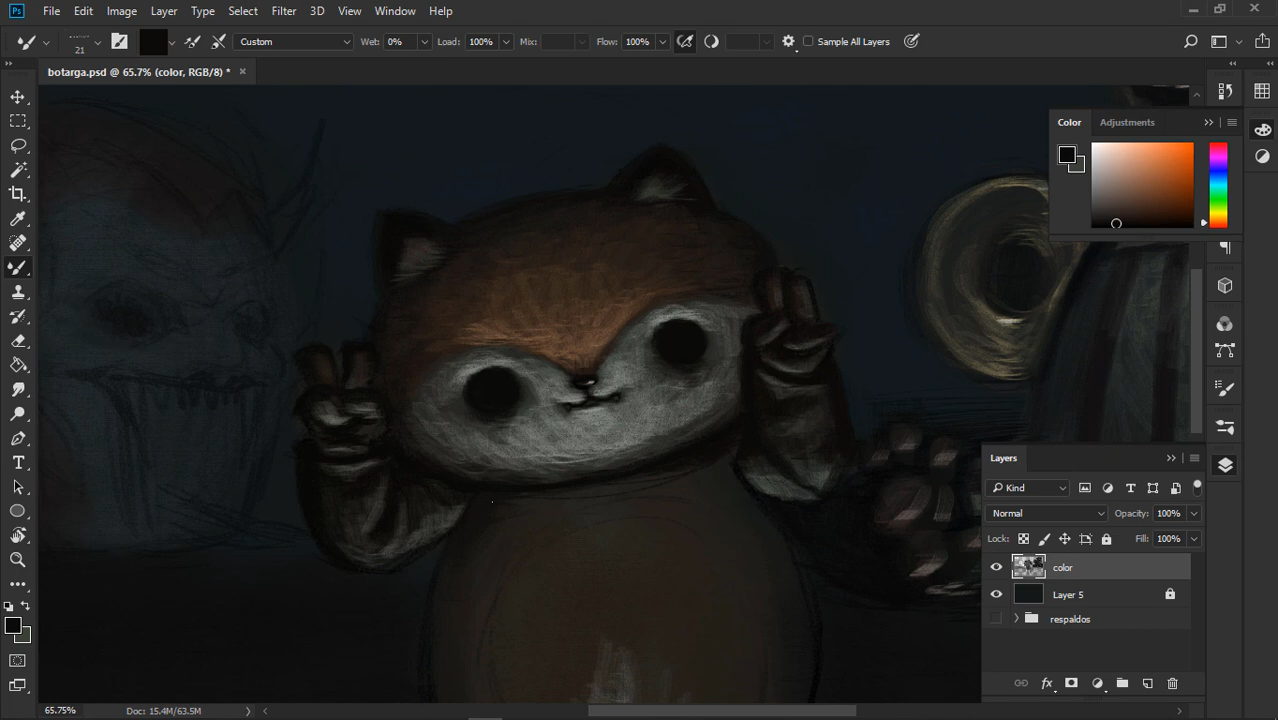 Ps File Edit Image Layer Type Select Filter 3D View Window Help
21 Custom Wet: 0% Load: 100% Mix: Flow: 100% Sample All Layers
botarga.psd @ 65.7% (color, RGB/8) *
Color Adjustments
Layers
Kind
Normal Opacity: 100%
Lock: Fill: 100%
color
Layer 5
respaldos
fx
65.75% Doc: 15.4M/63.5M